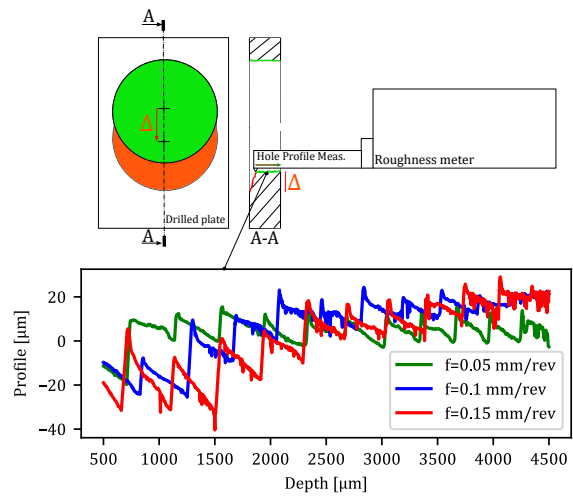 A
Δ
Drilled plate
A
Hole Profile Meas.
Roughness meter
Δ
A-A
Profile [μm]
20
0
−20
−40
f=0.05 mm/rev
f=0.1 mm/rev
f=0.15 mm/rev
500
1000
1500
2000
2500
3000
3500
4000
4500
Depth [μm]